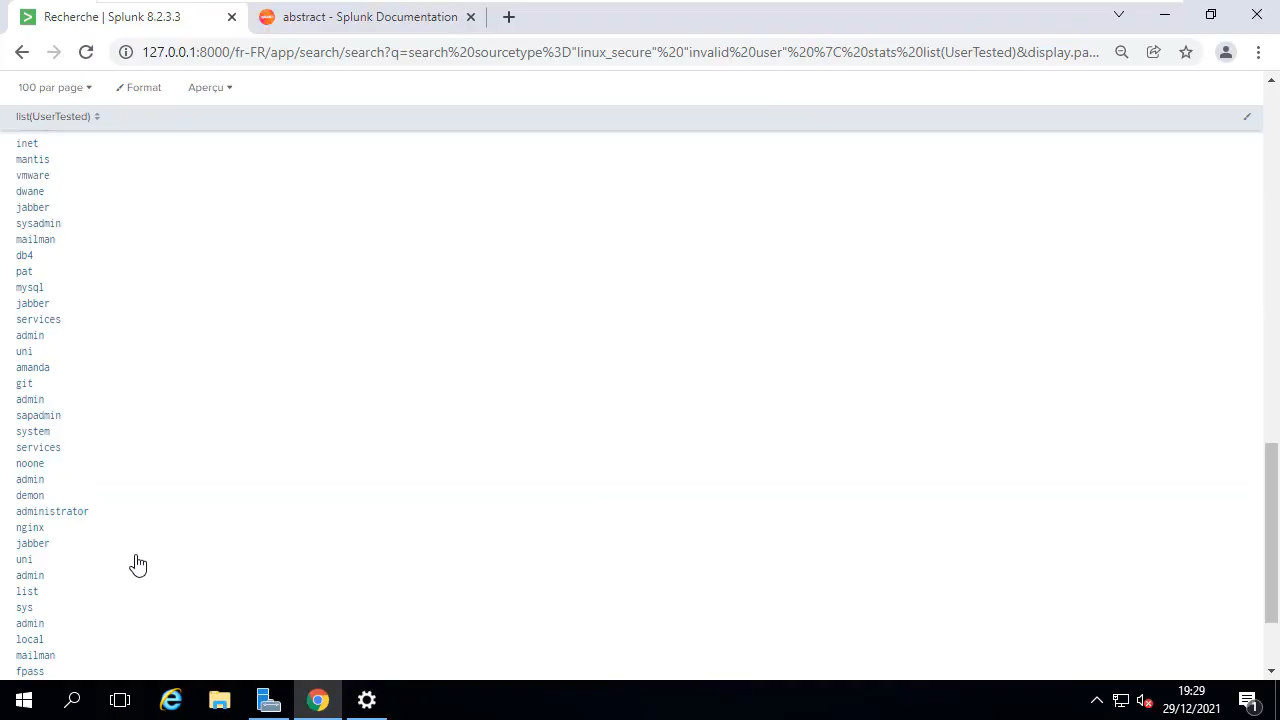 Recherche | Splunk 8.2.3.3
abstract - Splunk Documentation
127.0.0.1:8000/fr-FR/app/search/search?q=search%20sourcetype%3D"linux_secure"%20"invalid%20user"%20%7C%20stats%20list(UserTested)&display.pa...
100 par page
Format
Aperçu
list(UserTested)
inet
mantis
vmware
dwane
jabber
sysadmin
mailman
db4
pat
mysql
jabber
services
admin
uni
amanda
git
admin
sapadmin
system
services
noone
admin
demon
administrator
nginx
jabber
uni
admin
list
sys
admin
local
mailman
fpass
19:29
29/12/2021
1